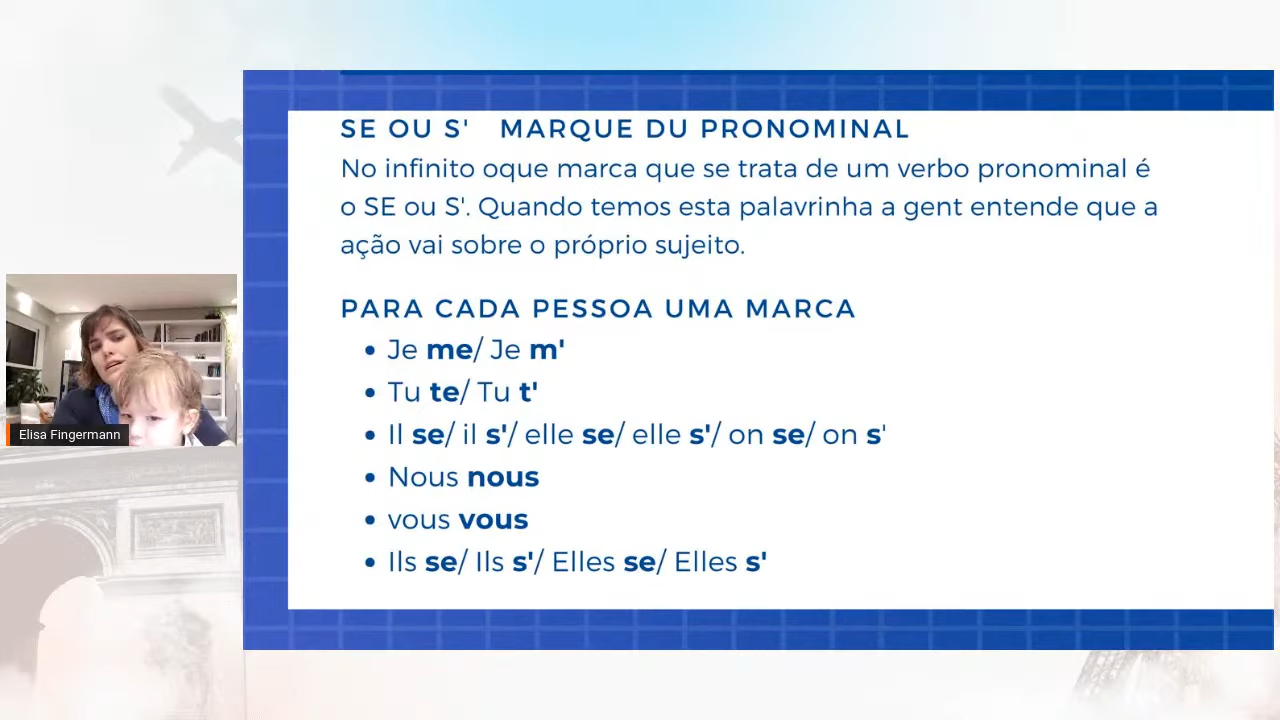 SE OU S' MARQUE DU PRONOMINAL
No infinito oque marca que se trata de um verbo pronominal é
o SE ou S'. Quando temos esta palavrinha a gent entende que a
ação vai sobre o próprio sujeito.
PARA CADA PESSOA UMA MARCA
• Je me/ Je m'
• Tu te/ Tu t'
• Il se/ il s'/ elle se/ elle s'/ on se/ on s'
• Nous nous
• vous vous
• Ils se/ Ils s'/ Elles se/ Elles s'
Elisa Fingermann